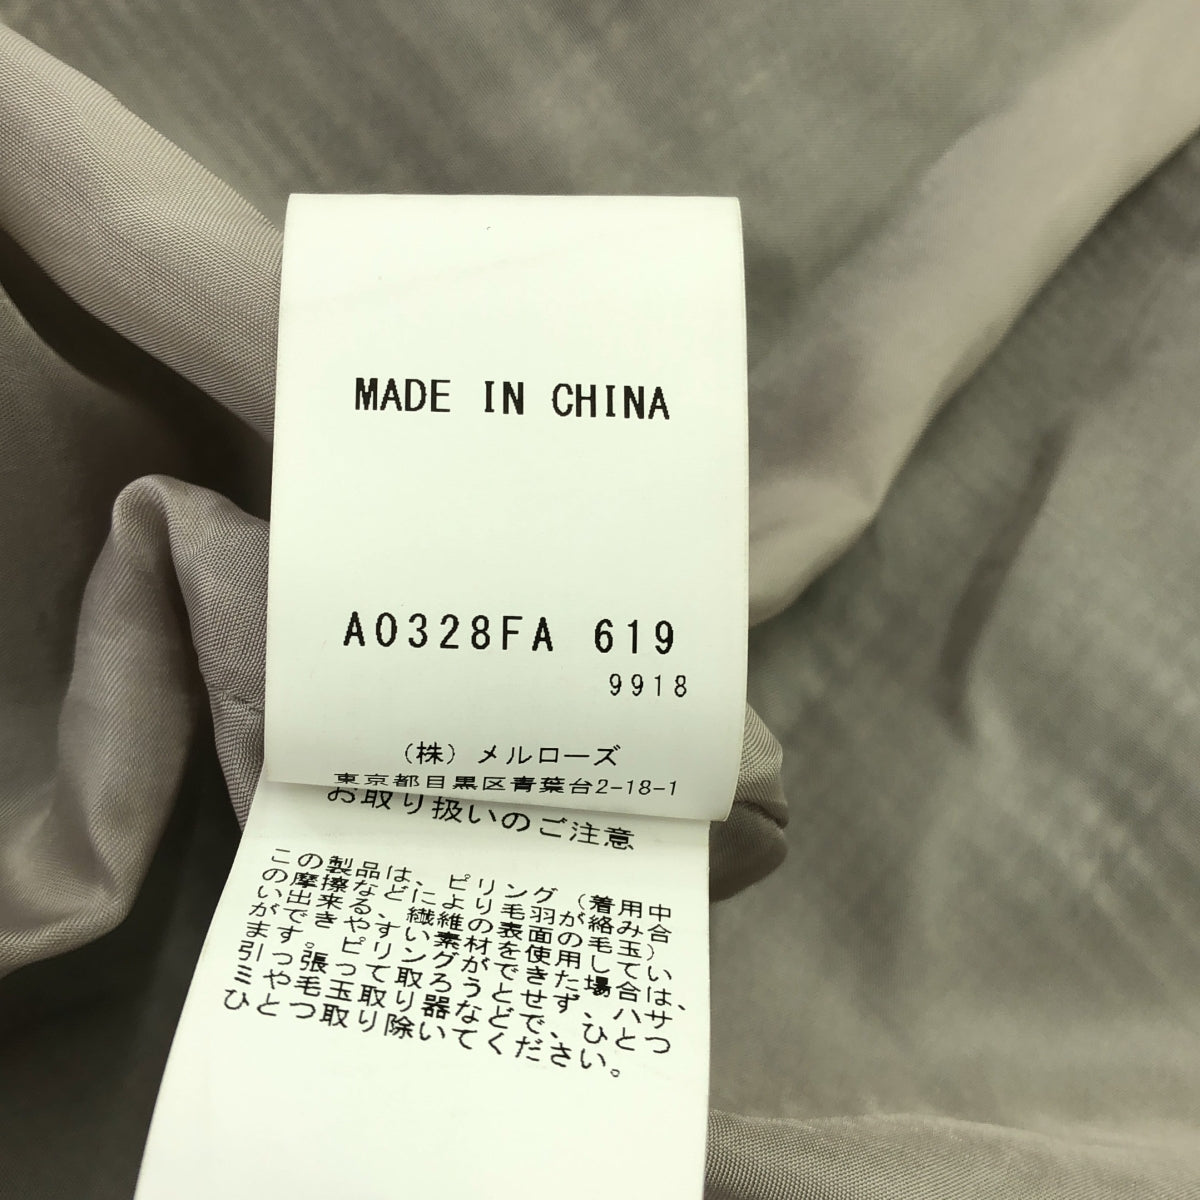 MADE IN CHINA
A0328FA 619
9918
(株) メルローズ
東京都目黒区青葉台2-18-1
お取り扱いのご注意
この製品は、ピリング（着用中
の摩擦などにより毛羽が絡み合
い出来る、繊維の表面の毛玉）
ができやすい素材を使用してい
ます。ピリングができた場合は、
引っ張って取ろうとせず、ハサ
ミや毛玉取り器などで、ひとつ
ひとつ取り除いてください。